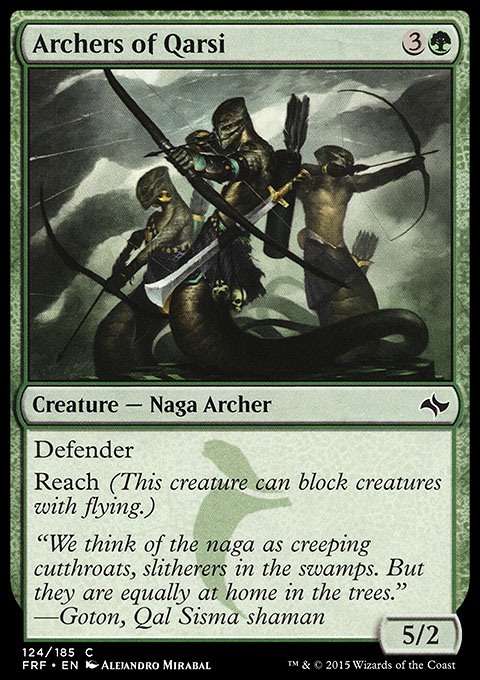 Archers of Qarsi 3
Creature — Naga Archer
Defender
Reach (This creature can block creatures
with flying.)
“We think of the naga as creeping
cutthroats, slitherers in the swamps. But
they are equally at home in the trees.”
—Goton, Qal Sisma shaman
5/2
124/185 C
FRF • EN Alejandro Mirabal
™ & © 2015 Wizards of the Coast